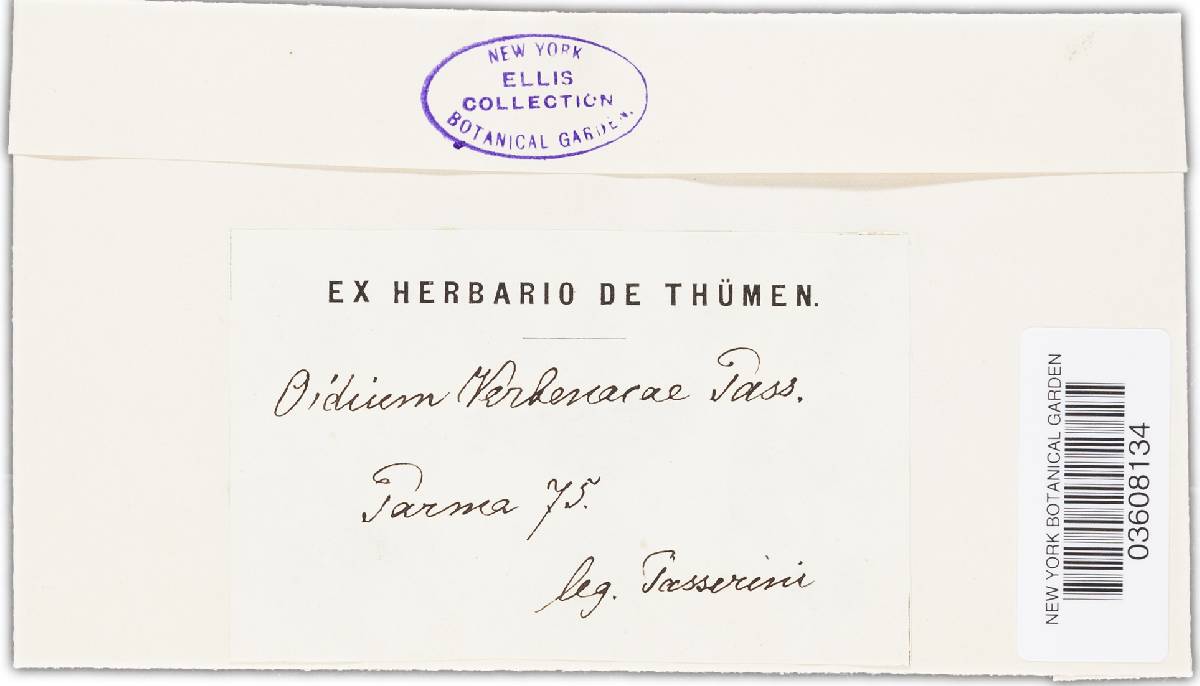 NEW YORK
ELLIS
COLLECTION
BOTANICAL GARDEN.
EX HERBARIO DE THÜMEN.
Oidium Verbenacae Pass.
Parma 75.
leg. Passerini
NEW YORK BOTANICAL GARDEN
03608134